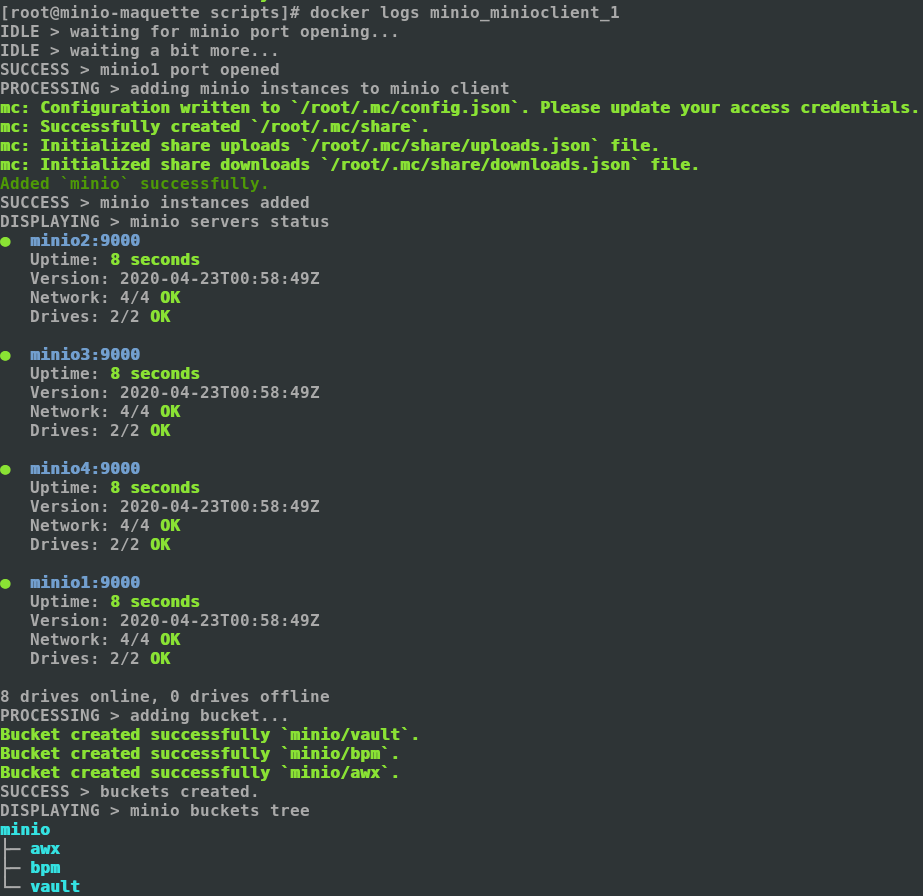 [root@minio-maquette scripts]# docker logs minio_minioclient_1
IDLE > waiting for minio port opening...
IDLE > waiting a bit more...
SUCCESS > minio1 port opened
PROCESSING > adding minio instances to minio client
mc: Configuration written to `/root/.mc/config.json`. Please update your access credentials.
mc: Successfully created `/root/.mc/share`.
mc: Initialized share uploads `/root/.mc/share/uploads.json` file.
mc: Initialized share downloads `/root/.mc/share/downloads.json` file.
Added `minio` successfully.
SUCCESS > minio instances added
DISPLAYING > minio servers status
●  minio2:9000
   Uptime: 8 seconds
   Version: 2020-04-23T00:58:49Z
   Network: 4/4 OK
   Drives: 2/2 OK

●  minio3:9000
   Uptime: 8 seconds
   Version: 2020-04-23T00:58:49Z
   Network: 4/4 OK
   Drives: 2/2 OK

●  minio4:9000
   Uptime: 8 seconds
   Version: 2020-04-23T00:58:49Z
   Network: 4/4 OK
   Drives: 2/2 OK

●  minio1:9000
   Uptime: 8 seconds
   Version: 2020-04-23T00:58:49Z
   Network: 4/4 OK
   Drives: 2/2 OK

8 drives online, 0 drives offline
PROCESSING > adding bucket...
Bucket created successfully `minio/vault`.
Bucket created successfully `minio/bpm`.
Bucket created successfully `minio/awx`.
SUCCESS > buckets created.
DISPLAYING > minio buckets tree
minio
├─ awx
├─ bpm
└─ vault